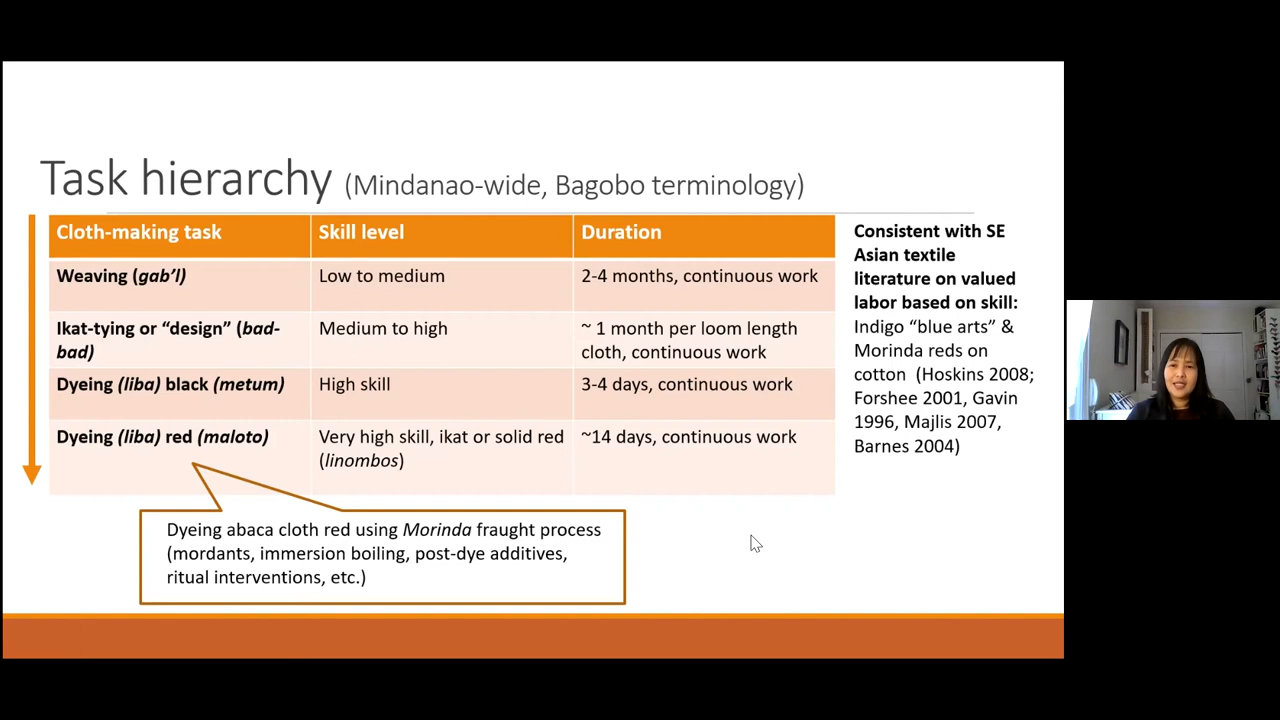 Task hierarchy (Mindanao-wide, Bagobo terminology)
Cloth-making task Skill level Duration
Weaving (gab’l) Low to medium 2-4 months, continuous work
Ikat-tying or “design” (bad- Medium to high ~ 1 month per loom length
bad) cloth, continuous work
Dyeing (liba) black (metum) High skill 3-4 days, continuous work
Dyeing (liba) red (maloto) Very high skill, ikat or solid red ~14 days, continuous work
(linombos)
Consistent with SE
Asian textile
literature on valued
labor based on skill:
Indigo “blue arts” &
Morinda reds on
cotton (Hoskins 2008;
Forshee 2001, Gavin
1996, Majlis 2007,
Barnes 2004)
Dyeing abaca cloth red using Morinda fraught process
(mordants, immersion boiling, post-dye additives,
ritual interventions, etc.)